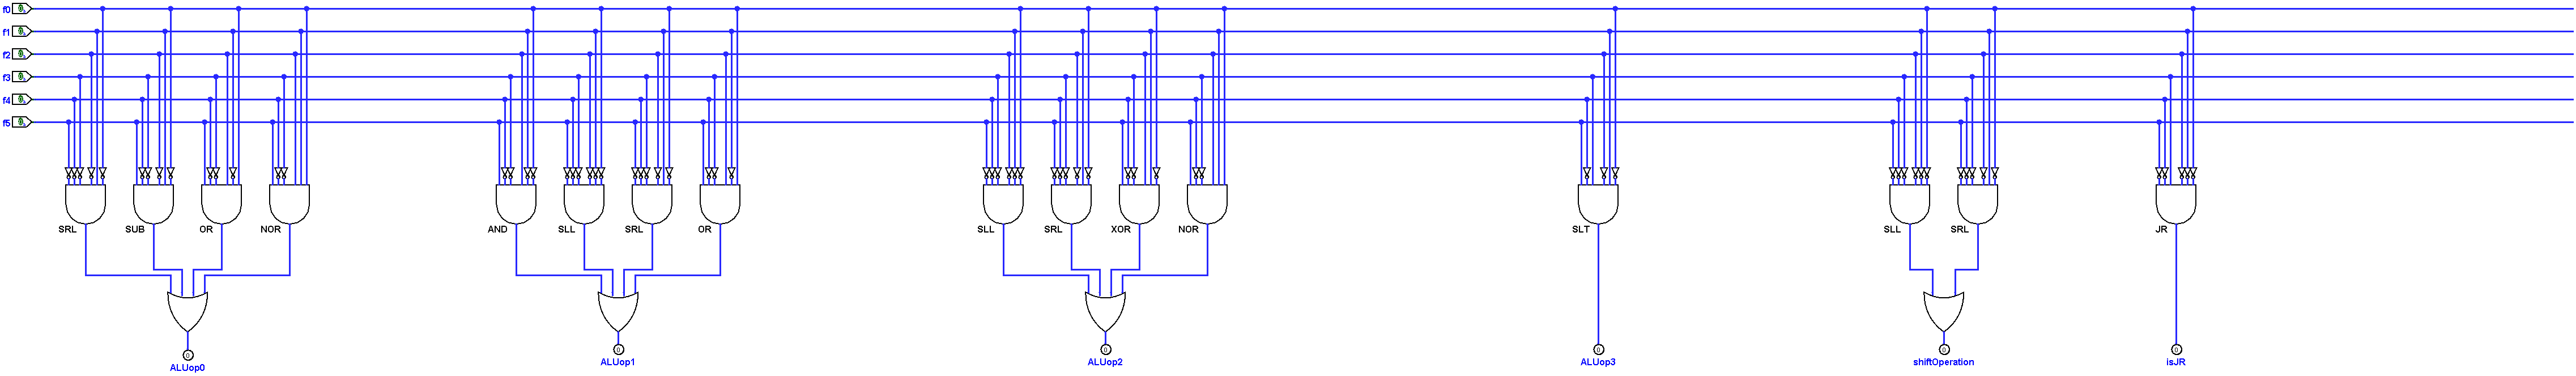 f0 0
f1 0
f2 0
f3 0
f4 0
f5 0
SRL SUB OR NOR AND SLL SRL OR SLL SRL XOR NOR SLT SLL SRL JR
0 0 0 0 0 0
ALUop0 ALUop1 ALUop2 ALUop3 shiftOperation isJR